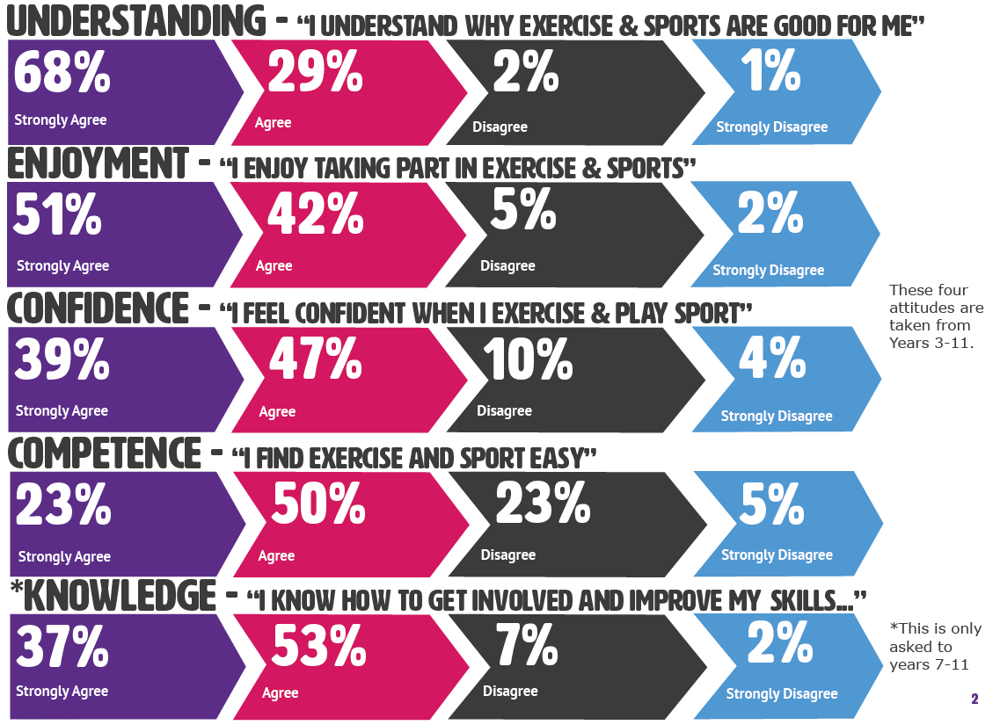 UNDERSTANDING - “I UNDERSTAND WHY EXERCISE & SPORTS ARE GOOD FOR ME”
68% 29% 2% 1%
Strongly Agree Agree Disagree Strongly Disagree
ENJOYMENT - “I ENJOY TAKING PART IN EXERCISE & SPORTS”
51% 42% 5% 2%
Strongly Agree Agree Disagree Strongly Disagree
CONFIDENCE - “I FEEL CONFIDENT WHEN I EXERCISE & PLAY SPORT”
39% 47% 10% 4%
Strongly Agree Agree Disagree Strongly Disagree
These four
attitudes are
taken from
Years 3-11.
COMPETENCE - “I FIND EXERCISE AND SPORT EASY”
23% 50% 23% 5%
Strongly Agree Agree Disagree Strongly Disagree
*KNOWLEDGE - “I KNOW HOW TO GET INVOLVED AND IMPROVE MY SKILLS...”
37% 53% 7% 2%
Strongly Agree Agree Disagree Strongly Disagree
*This is only
asked to
years 7-11
2